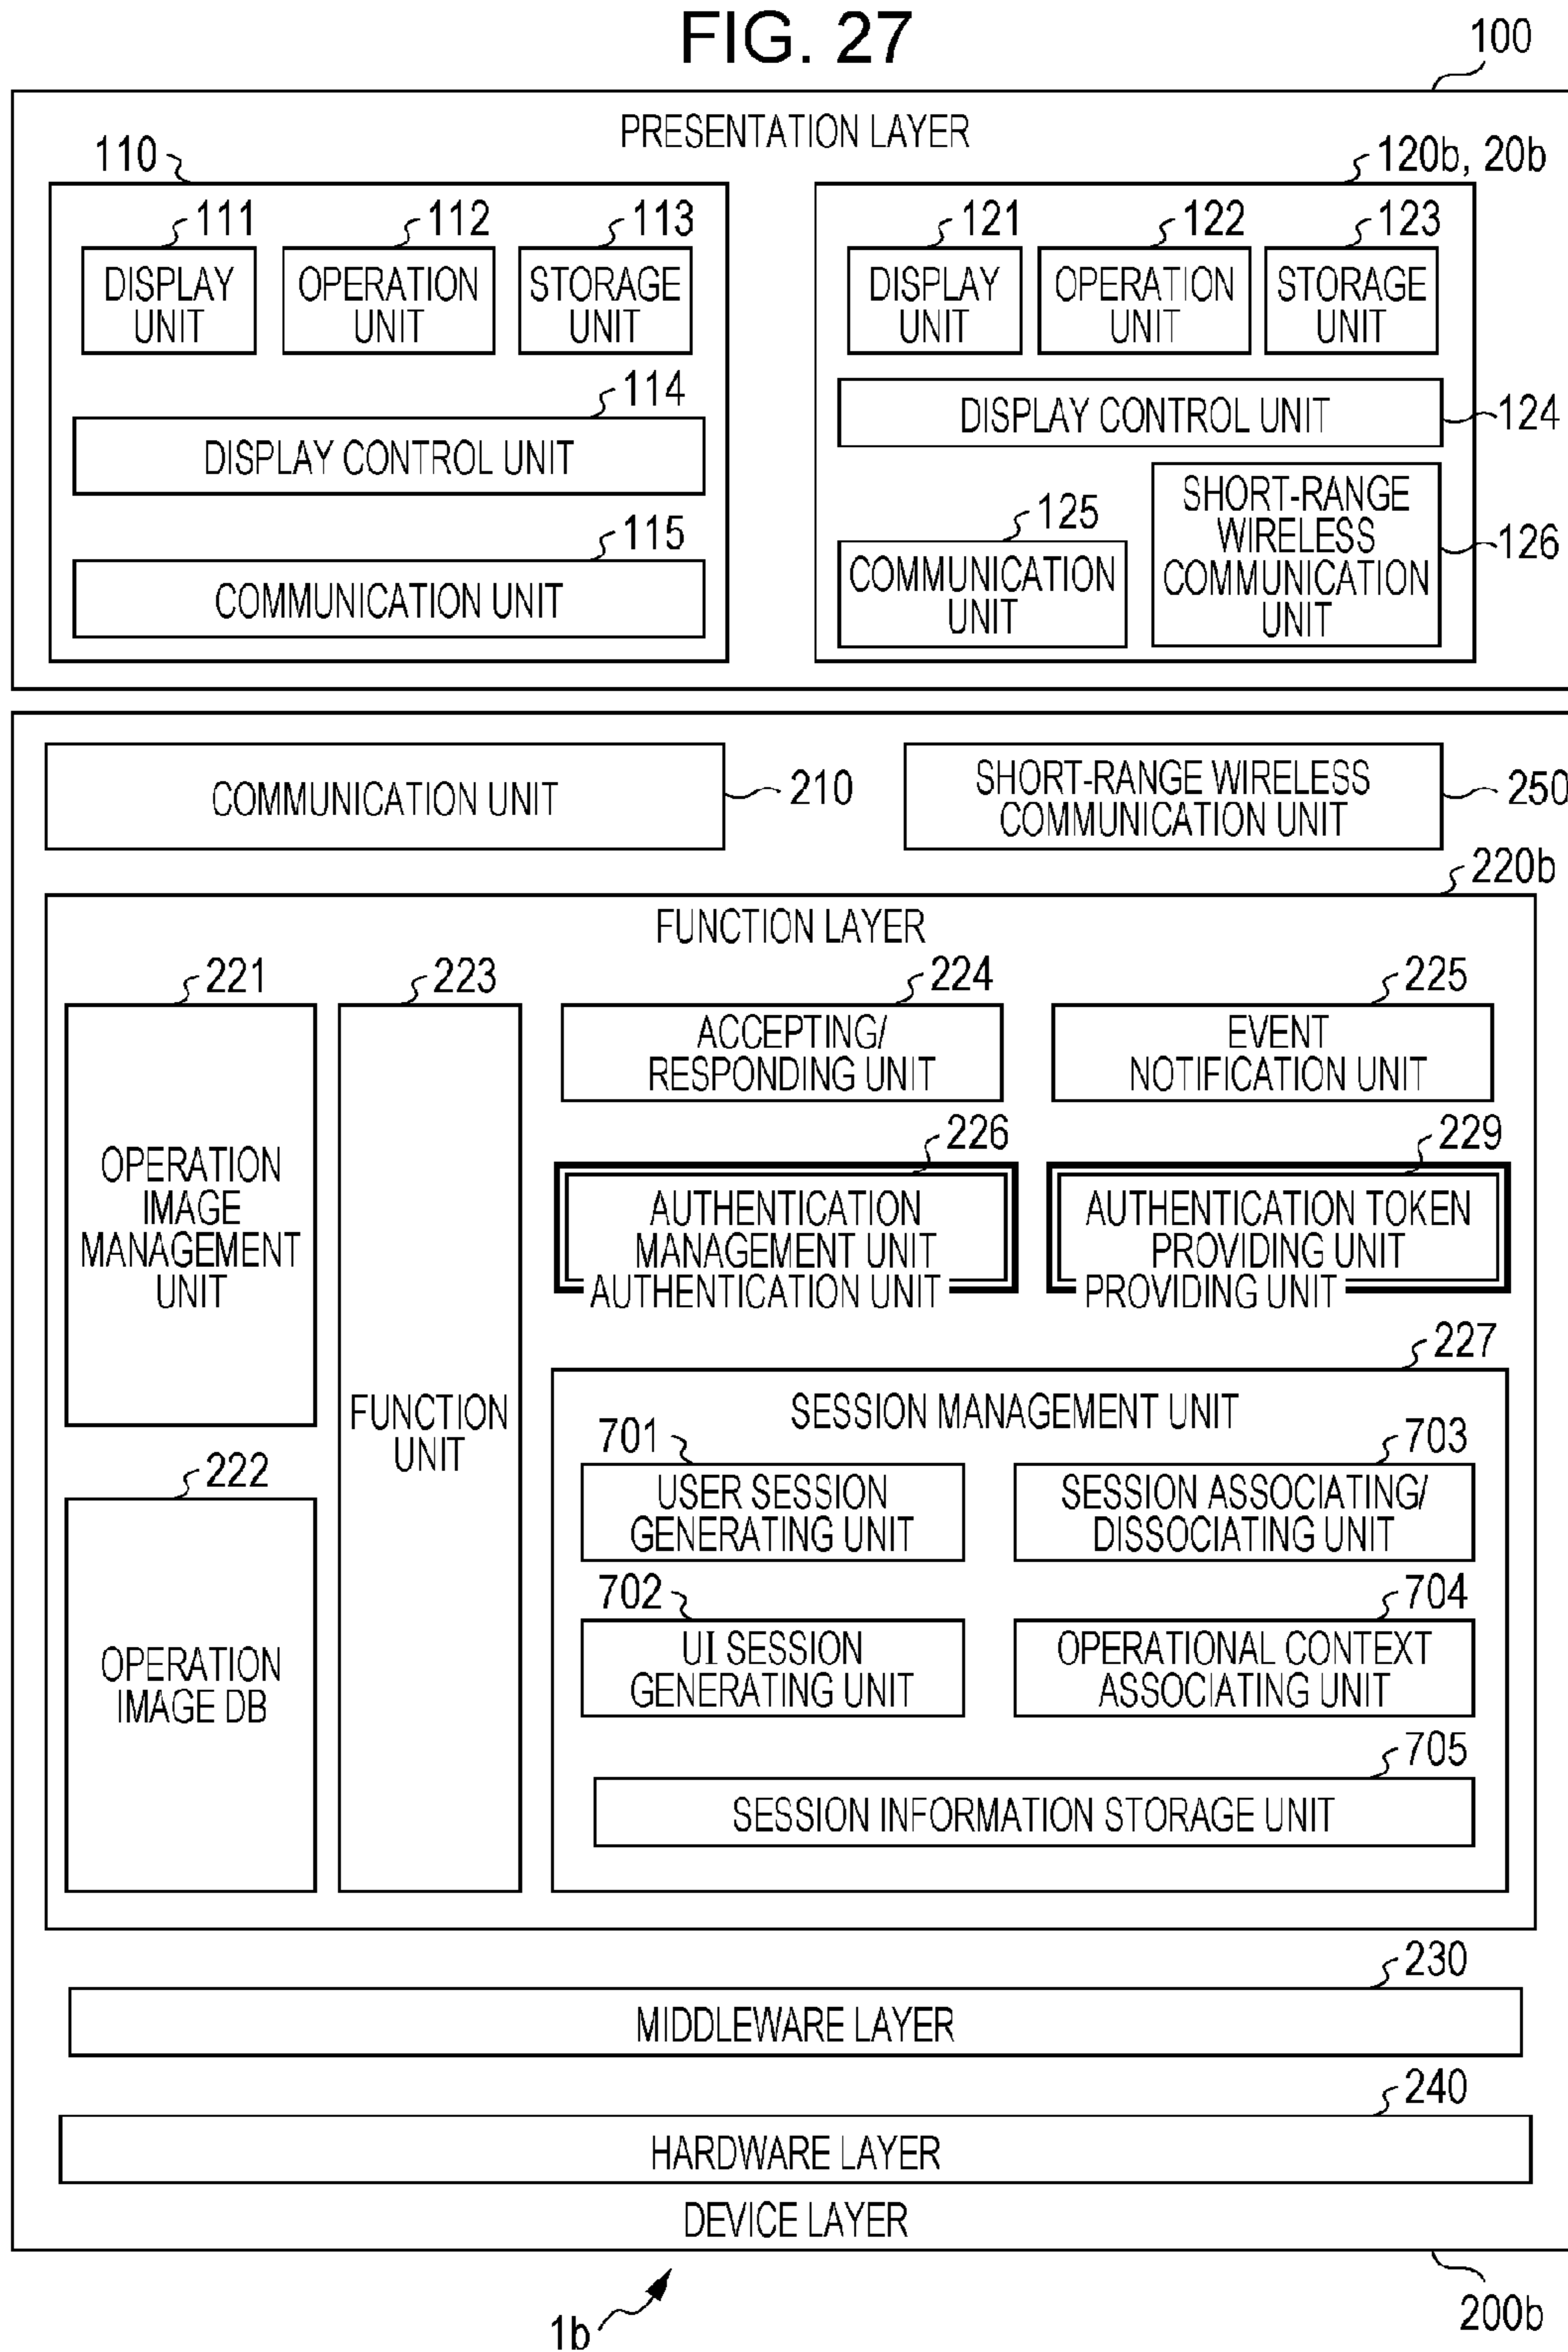 FIG. 27
100
PRESENTATION LAYER
110
120b, 20b
111
112
113
121
122
123
DISPLAY
UNIT
OPERATION
UNIT
STORAGE
UNIT
DISPLAY
UNIT
OPERATION
UNIT
STORAGE
UNIT
114
DISPLAY CONTROL UNIT
DISPLAY CONTROL UNIT
124
115
COMMUNICATION UNIT
125
COMMUNICATION
UNIT
SHORT-RANGE
WIRELESS
COMMUNICATION
UNIT
126
COMMUNICATION UNIT
210
SHORT-RANGE WIRELESS
COMMUNICATION UNIT
250
220b
FUNCTION LAYER
221
223
224
225
OPERATION
IMAGE
MANAGEMENT
UNIT
FUNCTION
UNIT
ACCEPTING/
RESPONDING UNIT
EVENT
NOTIFICATION UNIT
226
229
AUTHENTICATION
MANAGEMENT UNIT
AUTHENTICATION UNIT
AUTHENTICATION TOKEN
PROVIDING UNIT
PROVIDING UNIT
227
SESSION MANAGEMENT UNIT
222
OPERATION
IMAGE DB
701
USER SESSION
GENERATING UNIT
703
SESSION ASSOCIATING/
DISSOCIATING UNIT
702
UI SESSION
GENERATING UNIT
704
OPERATIONAL CONTEXT
ASSOCIATING UNIT
705
SESSION INFORMATION STORAGE UNIT
230
MIDDLEWARE LAYER
240
HARDWARE LAYER
DEVICE LAYER
1b
200b